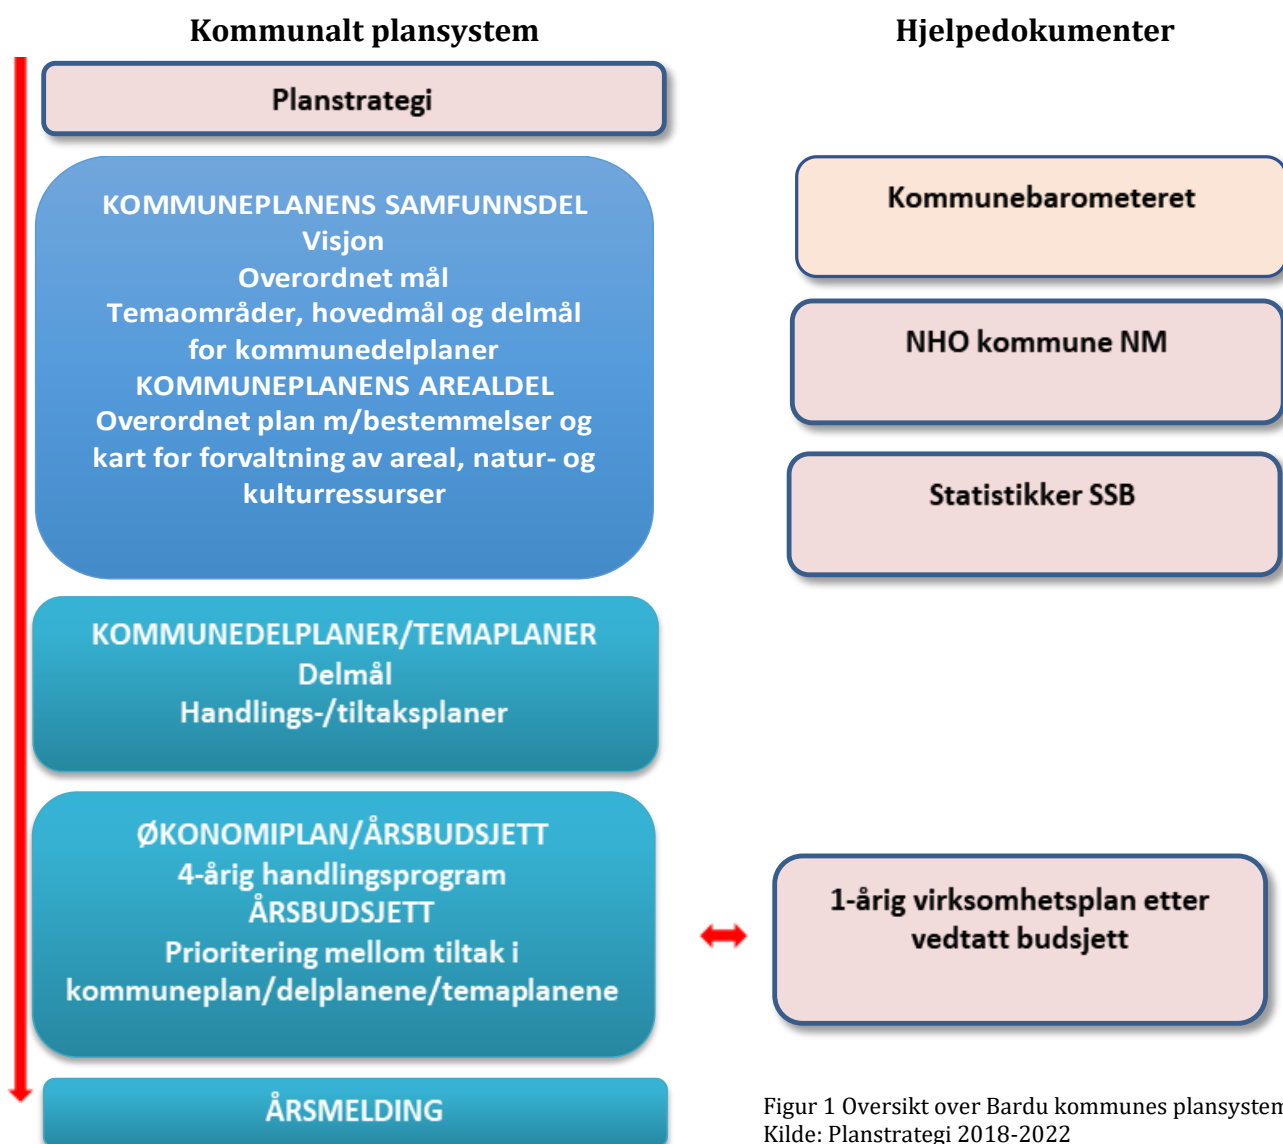 Kommunalt plansystem
Planstrategi
KOMMUNEPLANENS SAMFUNNSDEL
Visjon
Overordnet mål
Temaområder, hovedmål og delmål
for kommunedelplaner
KOMMUNEPLANENS AREALDEL
Overordnet plan m/bestemmelser og
kart for forvaltning av areal, natur- og
kulturressurser
KOMMUNEDELPLANER/TEMAPLANER
Delmål
Handlings-/tiltaksplaner
ØKONOMIPLAN/ÅRSBUDSJETT
4-årig handlingsprogram
ÅRSBUDSJETT
Prioritering mellom tiltak i
kommuneplan/delplanene/temaplanene
ÅRSMELDING
Hjelpedokumenter
Kommunebarometeret
NHO kommune NM
Statistikker SSB
1-årig virksomhetsplan etter
vedtatt budsjett
Figur 1 Oversikt over Bardu kommunes plansystem
Kilde: Planstrategi 2018-2022